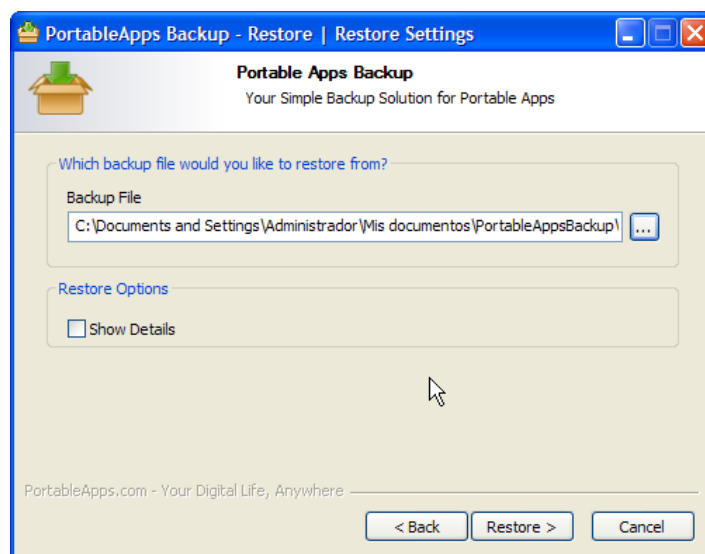 PortableApps Backup - Restore | Restore Settings
Portable Apps Backup
Your Simple Backup Solution for Portable Apps
Which backup file would you like to restore from?
Backup File
C:\Documents and Settings\Administrador\Mis documentos\PortableAppsBackup\
...
Restore Options
Show Details
PortableApps.com - Your Digital Life, Anywhere
< Back
Restore >
Cancel